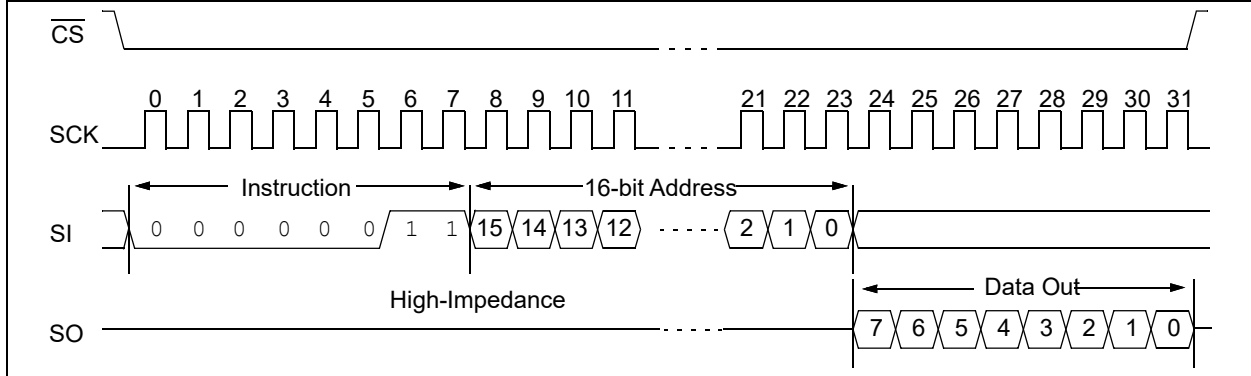 CS
0 1 2 3 4 5 6 7 8 9 10 11 21 22 23 24 25 26 27 28 29 30 31
SCK
Instruction 16-bit Address
SI 0 0 0 0 0 0 1 1 15 14 13 12 2 1 0
High-Impedance Data Out
SO 7 6 5 4 3 2 1 0